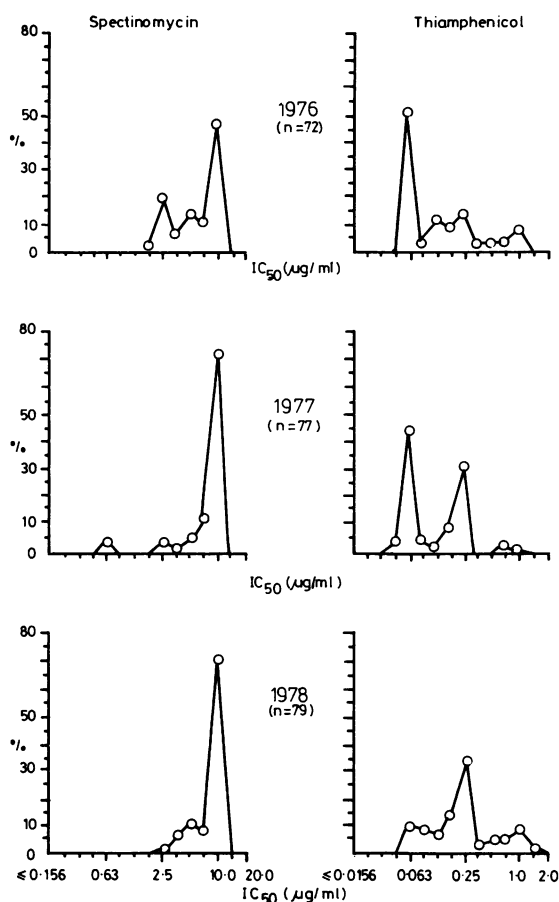 Spectinomycin
Thiamphenicol
80
50
30
10
0
%
1976
(n=72)
IC50 (μg/ml)
80
50
30
10
0
%
1977
(n=77)
IC50 (μg/ml)
80
50
30
10
0
%
1978
(n=79)
≤0·156 0·63 2·5 10·0 20·0
≤0·0156 0·063 0·25 1·0 2·0
IC50 (μg/ml)